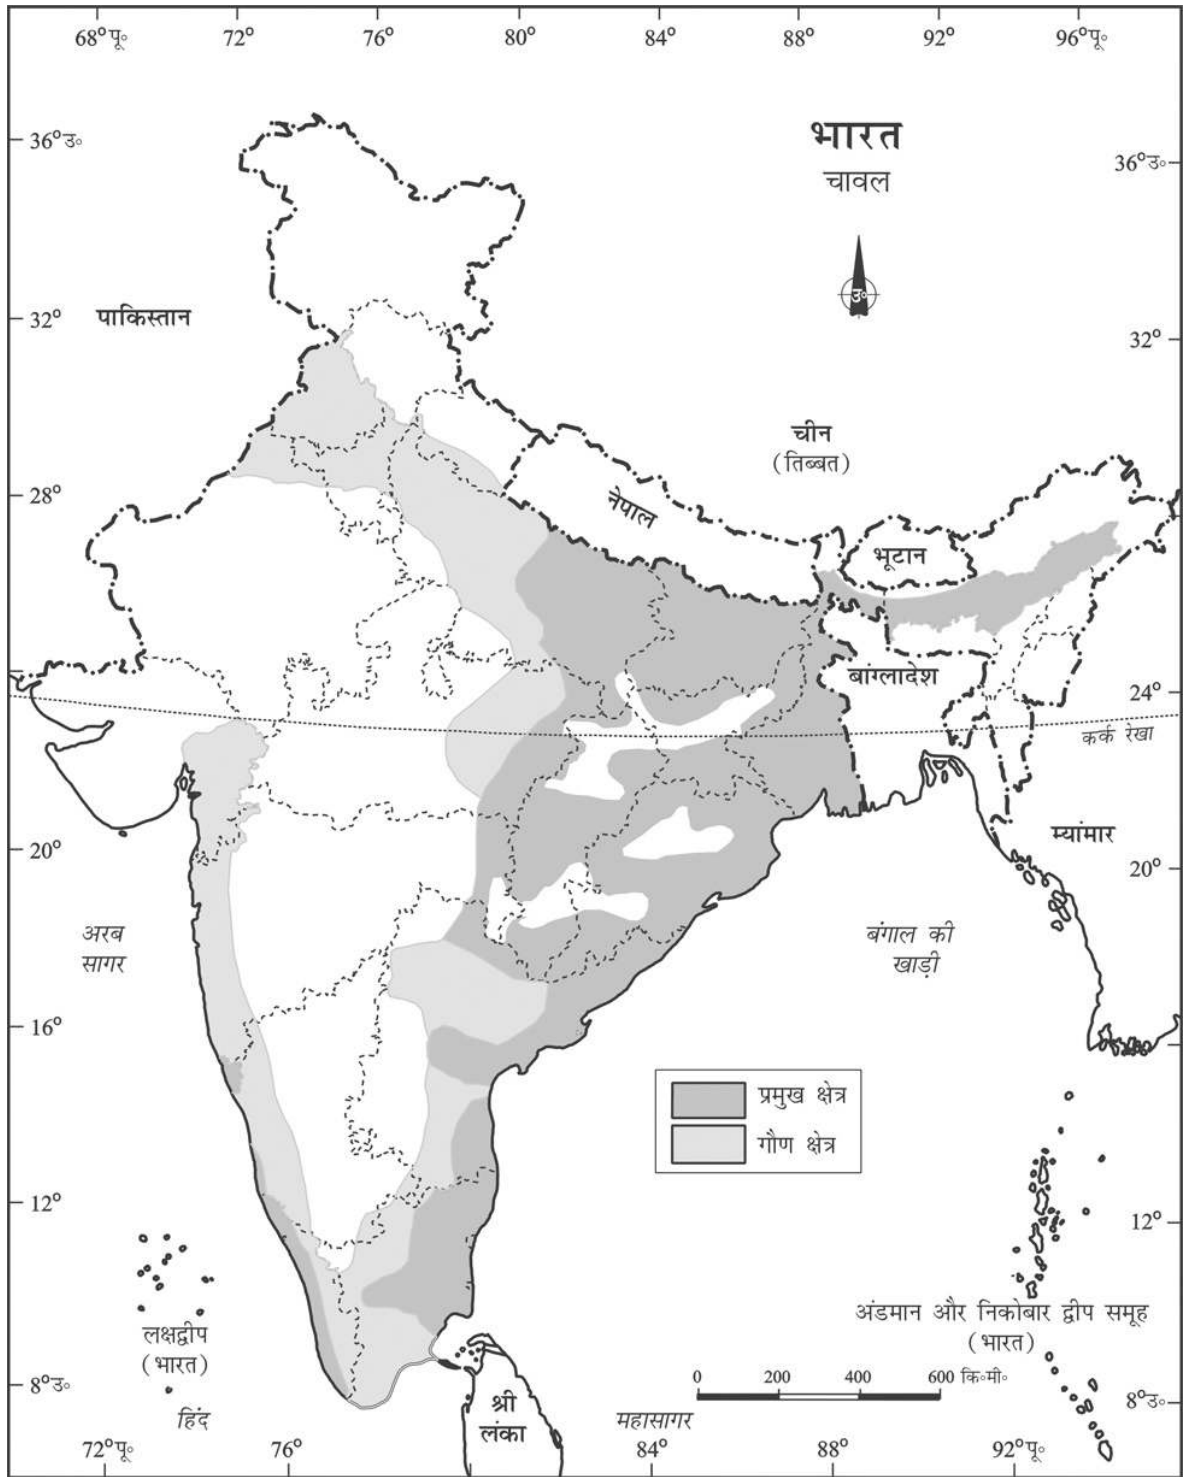 68°पू॰ 72° 76° 80° 84° 88° 92° 96°पू॰
भारत
चावल
36°उ॰
36°उ॰
उ॰
पाकिस्तान
32°
32°
चीन
(तिब्बत)
28°
नेपाल
भूटान
बांग्लादेश
24°
कर्क रेखा
म्यांमार
20°
20°
अरब
सागर
बंगाल की
खाड़ी
16°
प्रमुख क्षेत्र
गौण क्षेत्र
12°
12°
अंडमान और निकोबार द्वीप समूह
(भारत)
लक्षद्वीप
(भारत)
0 200 400 600 कि॰मी॰
8°उ॰
8°उ॰
श्री
लंका
हिंद
महासागर
72°पू॰ 76° 84° 88° 92°पू॰